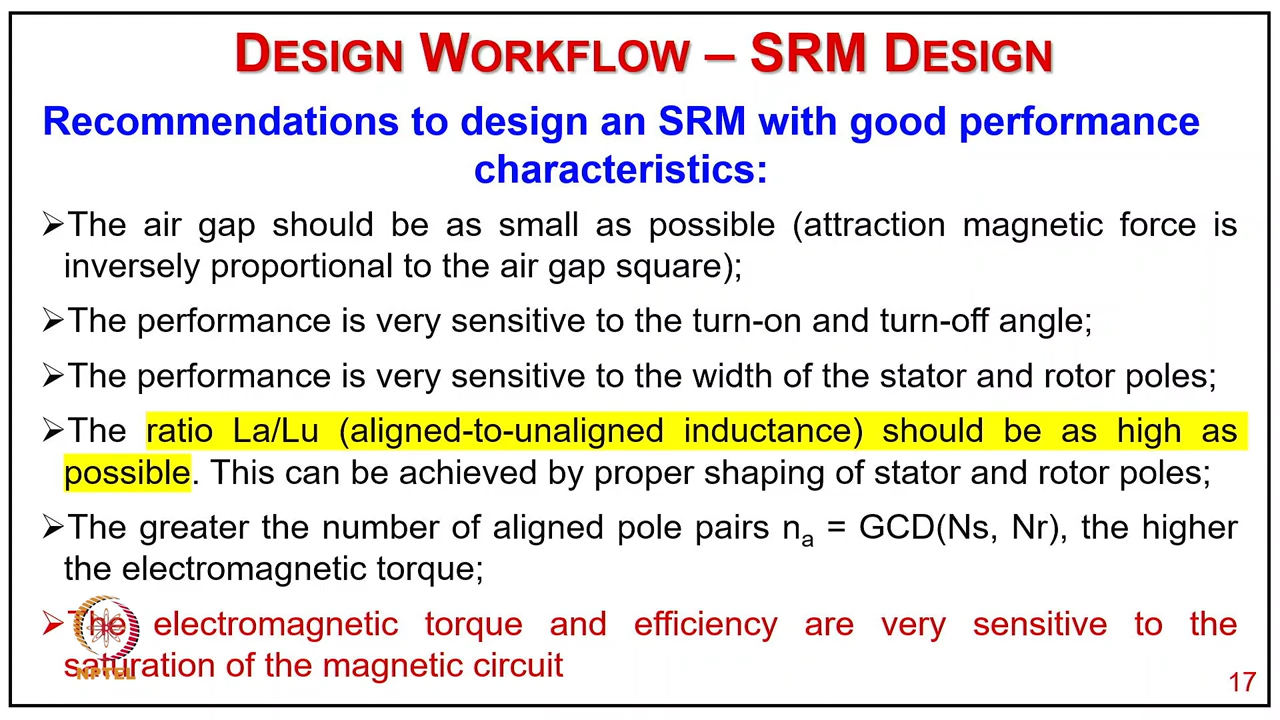 DESIGN WORKFLOW – SRM DESIGN
Recommendations to design an SRM with good performance
characteristics:
➢The air gap should be as small as possible (attraction magnetic force is
inversely proportional to the air gap square);
➢The performance is very sensitive to the turn-on and turn-off angle;
➢The performance is very sensitive to the width of the stator and rotor poles;
➢The ratio La/Lu (aligned-to-unaligned inductance) should be as high as
possible. This can be achieved by proper shaping of stator and rotor poles;
➢The greater the number of aligned pole pairs na = GCD(Ns, Nr), the higher
the electromagnetic torque;
➢The electromagnetic torque and efficiency are very sensitive to the
saturation of the magnetic circuit
NPTEL
17